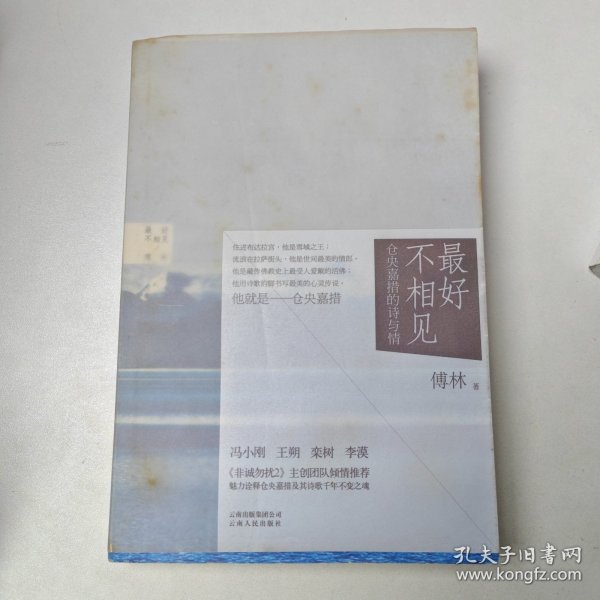 住进布达拉宫,他是雪域之王;
流浪在拉萨街头,他是世间最美的情郎。
他是藏传佛教史上最受人爱戴的活佛;
他用诗歌的脚书写最美的心灵传说。
他就是——仓央嘉措
最好
不相见
仓央嘉措的诗与情
傅林 著
冯小刚 王朔 栾树 李漠
《非诚勿扰2》主创团队倾情推荐
魅力诠释仓央嘉措及其诗歌千年不变之魂
云南出版集团公司
云南人民出版社
孔夫子旧书网
www.kongfz.com